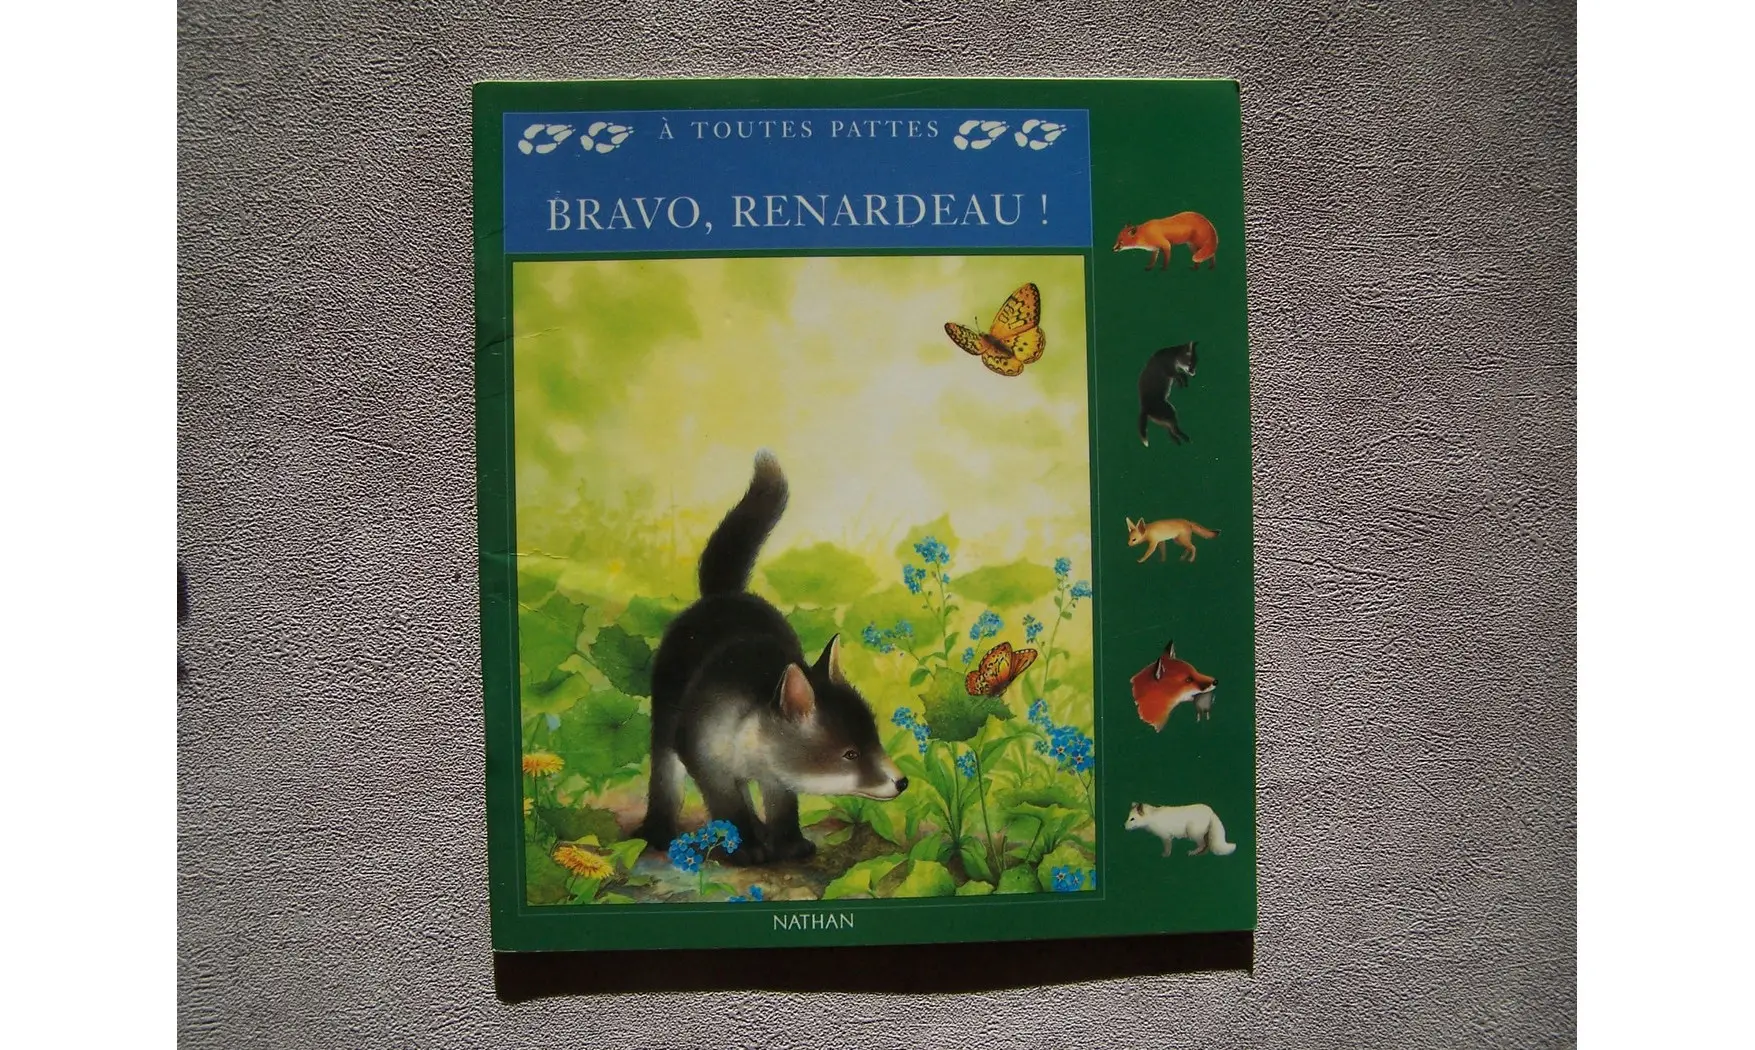 À TOUTES PATTES
BRAVO, RENARDEAU !
NATHAN